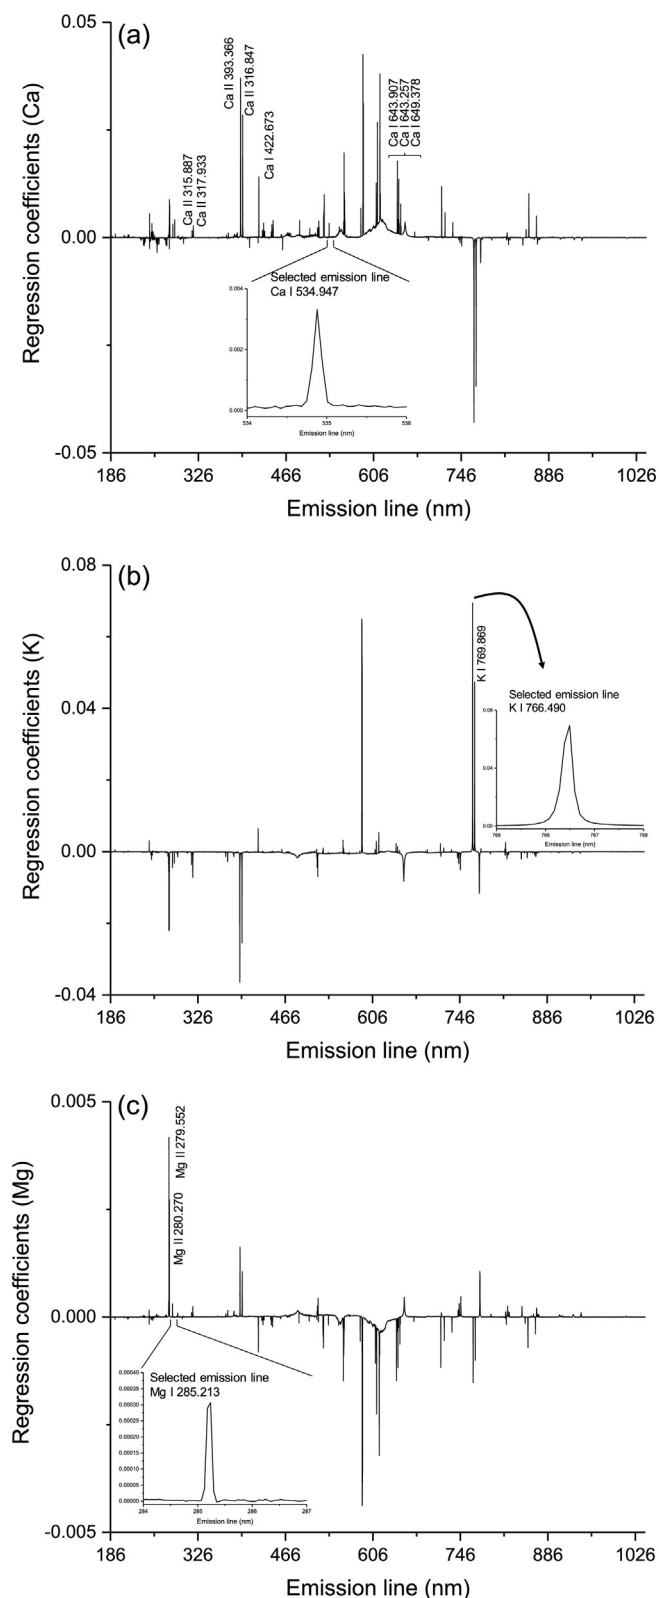 (a)
Regression coefficients (Ca)
0.05
0.00
-0.05
Ca II 315.887
Ca II 317.933
Ca II 393.366
Ca II 316.847
Ca I 422.673
Ca I 643.907
Ca I 643.257
Ca I 649.378
Selected emission line
Ca I 534.947
0.004
0.002
0.000
534
535
536
Emission line (nm)
186 326 466 606 746 886 1026
Emission line (nm)
(b)
Regression coefficients (K)
0.08
0.04
0.00
-0.04
K I 769.869
Selected emission line
K I 766.490
0.08
0.04
0.00
765 766 767 768
Emission line (nm)
186 326 466 606 746 886 1026
Emission line (nm)
(c)
Regression coefficients (Mg)
0.005
0.000
-0.005
Mg II 280.270
Mg II 279.552
Selected emission line
Mg I 285.213
0.00040
0.00035
0.00030
0.00025
0.00020
0.00015
0.00010
0.00005
0.00000
284 285 286 287
Emission line (nm)
186 326 466 606 746 886 1026
Emission line (nm)